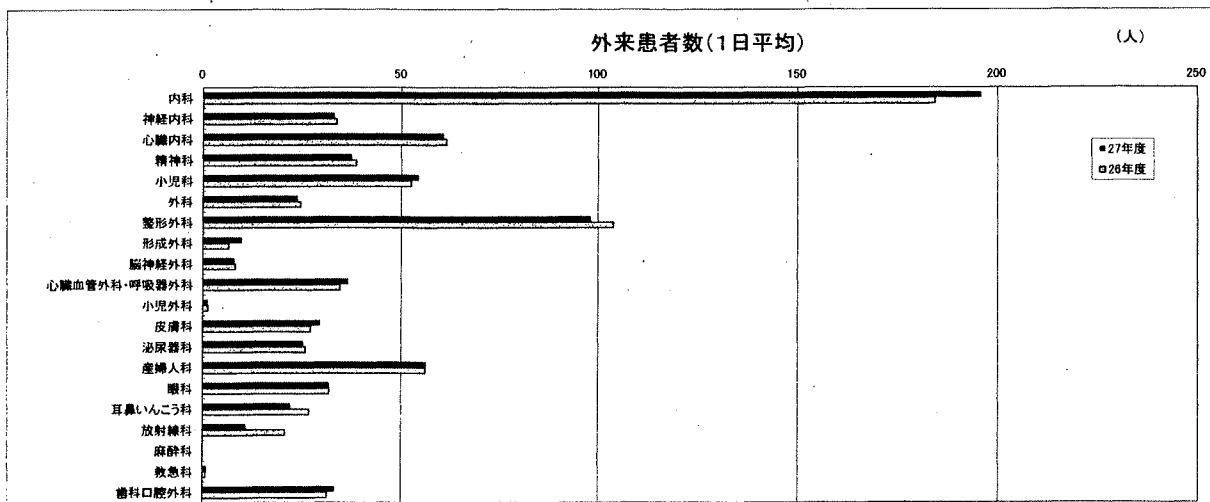 外来患者数(1日平均)
(人)
0 50 100 150 200 250
内科
神経内科
心臓内科
精神科
小児科
外科
整形外科
形成外科
脳神経外科
心臓血管外科・呼吸器外科
小児外科
皮膚科
泌尿器科
産婦人科
眼科
耳鼻いんこう科
放射線科
麻酔科
救急科
歯科口腔外科
■27年度
□26年度